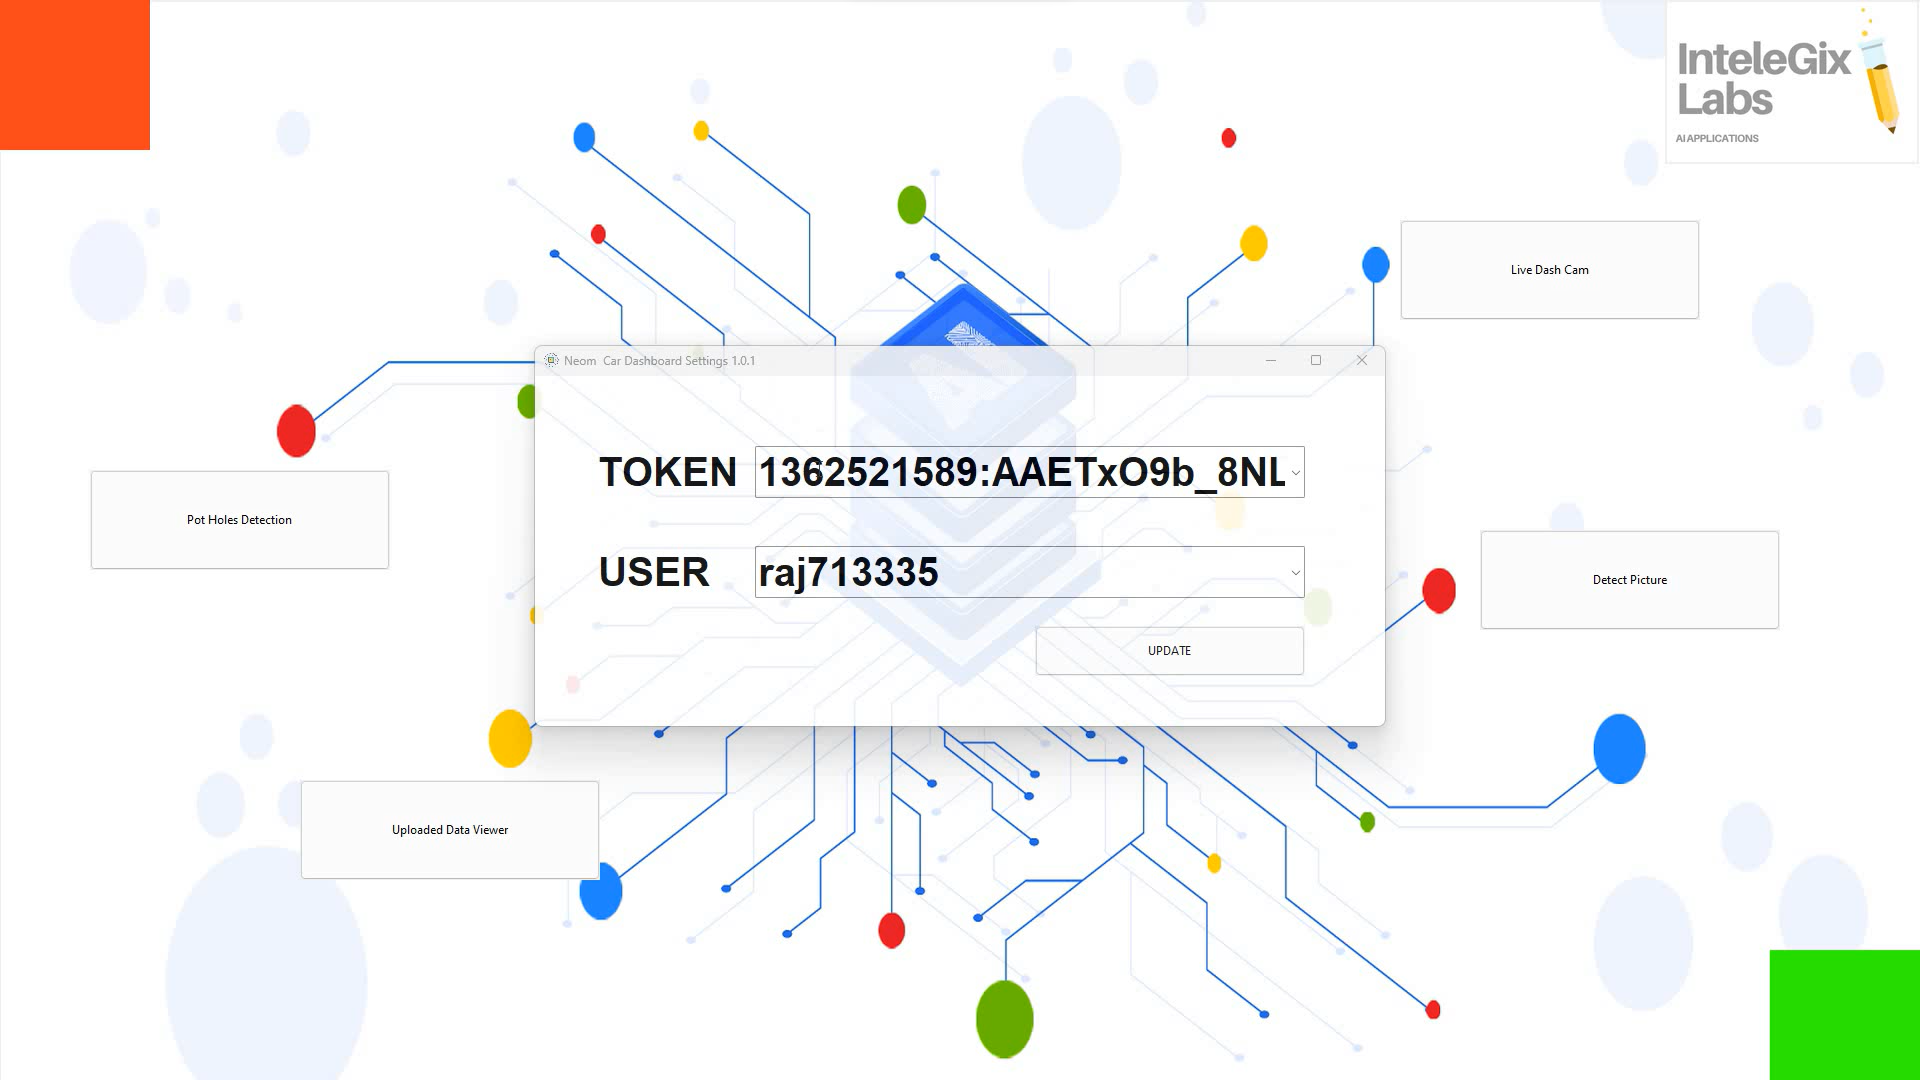 InteleGix
Labs
AI APPLICATIONS
Live Dash Cam
Neom Car Dashboard Settings 1.0.1
TOKEN 1362521589:AAETxO9b_8NL
Pot Holes Detection
USER raj713335
Detect Picture
UPDATE
Uploaded Data Viewer